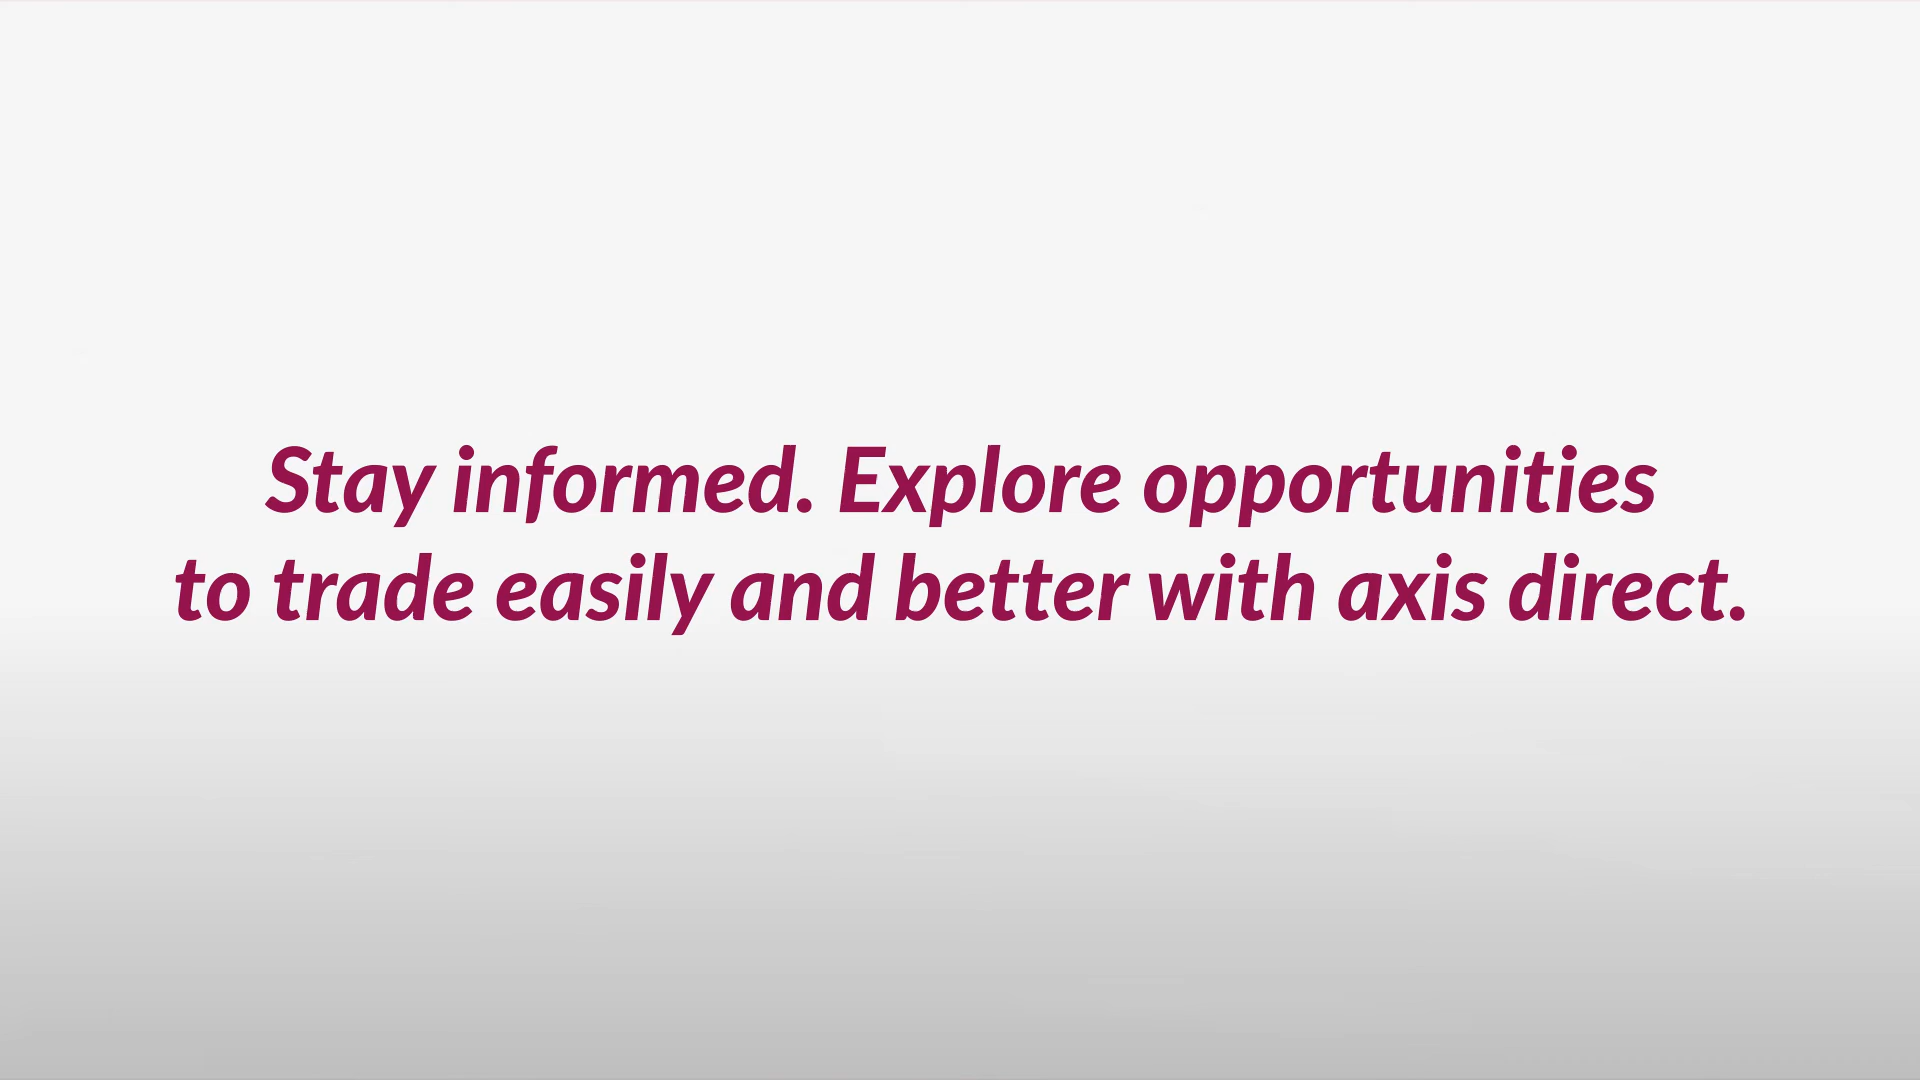 Stay informed. Explore opportunities
to trade easily and better with axis direct.